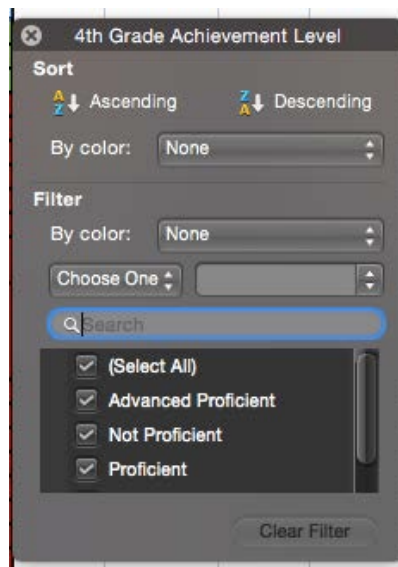 4th Grade Achievement Level
Sort
A Z Ascending Z A Descending
By color: None
Filter
By color: None
Choose One
Search
(Select All)
Advanced Proficient
Not Proficient
Proficient
Clear Filter